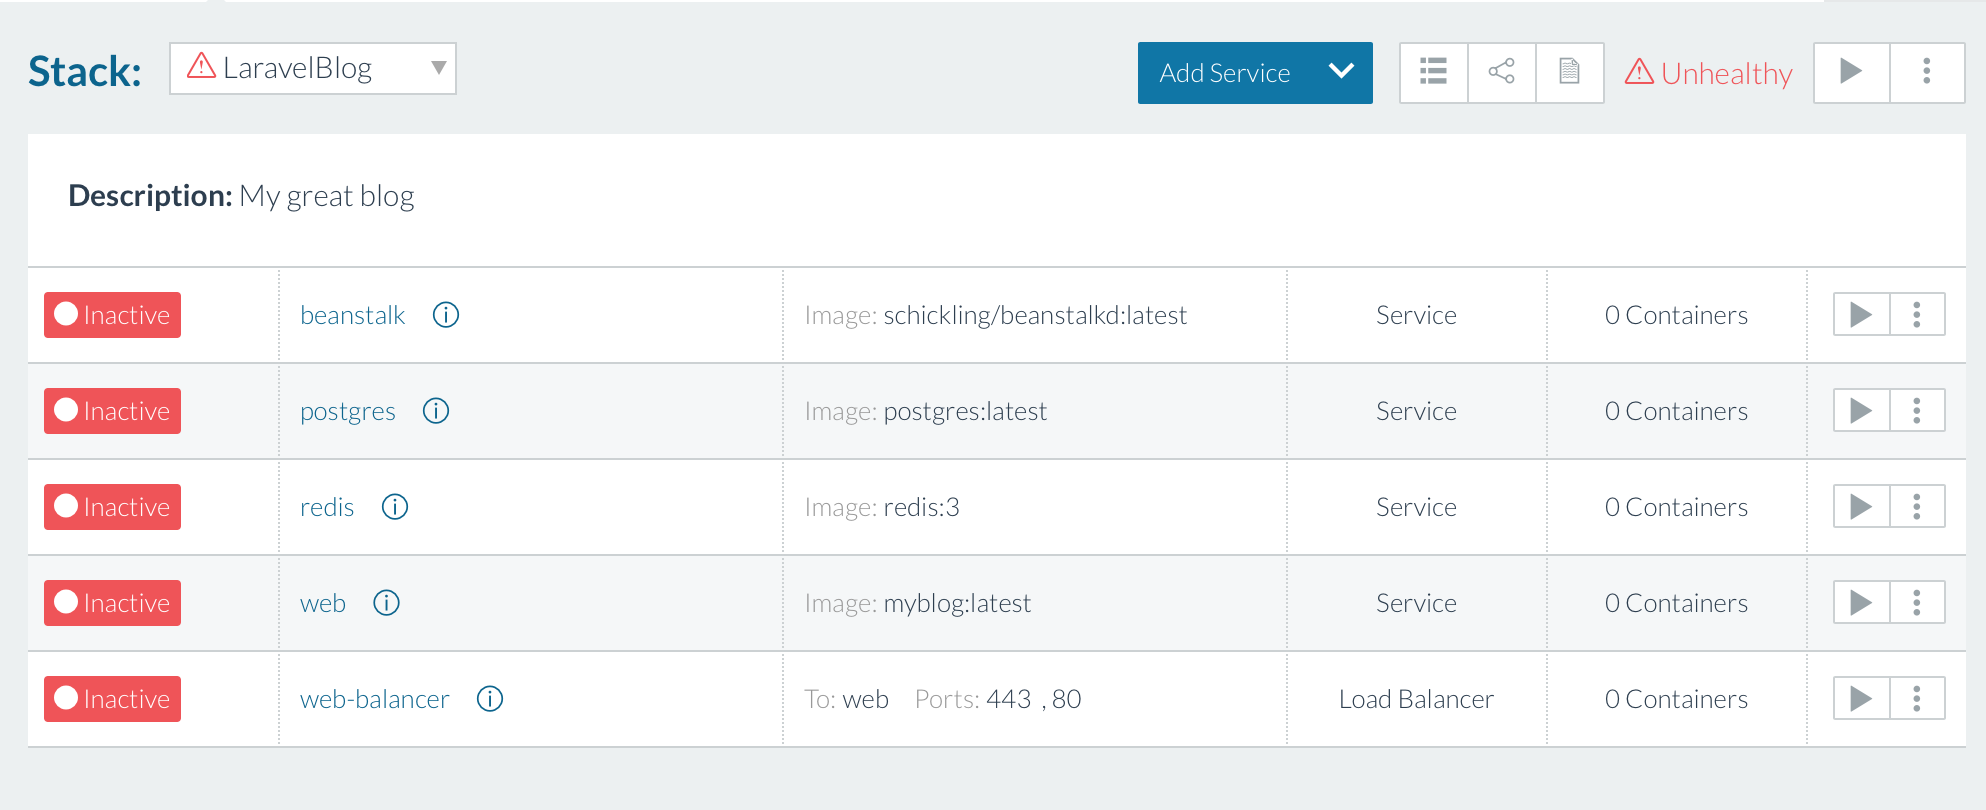 Stack: LaravelBlog Add Service Unhealthy
Description: My great blog
Inactive beanstalk Image: schickling/beanstalkd:latest Service 0 Containers
Inactive postgres Image: postgres:latest Service 0 Containers
Inactive redis Image: redis:3 Service 0 Containers
Inactive web Image: myblog:latest Service 0 Containers
Inactive web-balancer To: web Ports: 443 , 80 Load Balancer 0 Containers